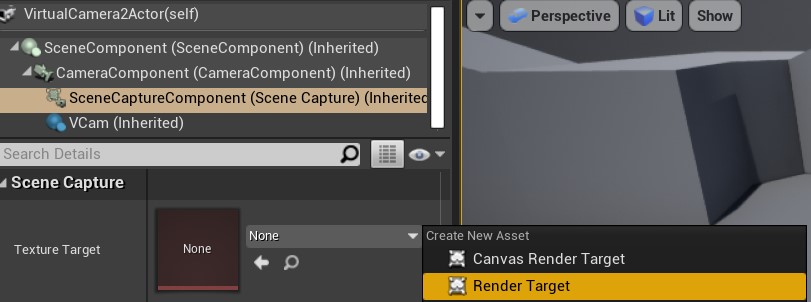 VirtualCamera2Actor(self)
SceneComponent (SceneComponent) (Inherited)
CameraComponent (CameraComponent) (Inherited)
SceneCaptureComponent (Scene Capture) (Inherited
VCam (Inherited)
Search Details
Scene Capture
Texture Target
None
None
Perspective
Lit
Show
Create New Asset
Canvas Render Target
Render Target